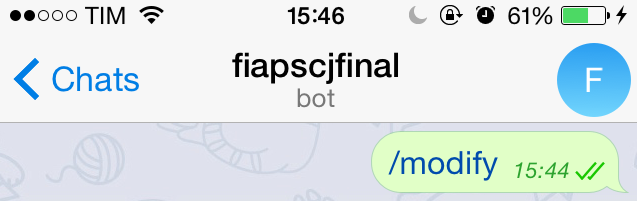 TIM 15:46 61%
Chats fiapscjfinal F
bot
/modify 15:44